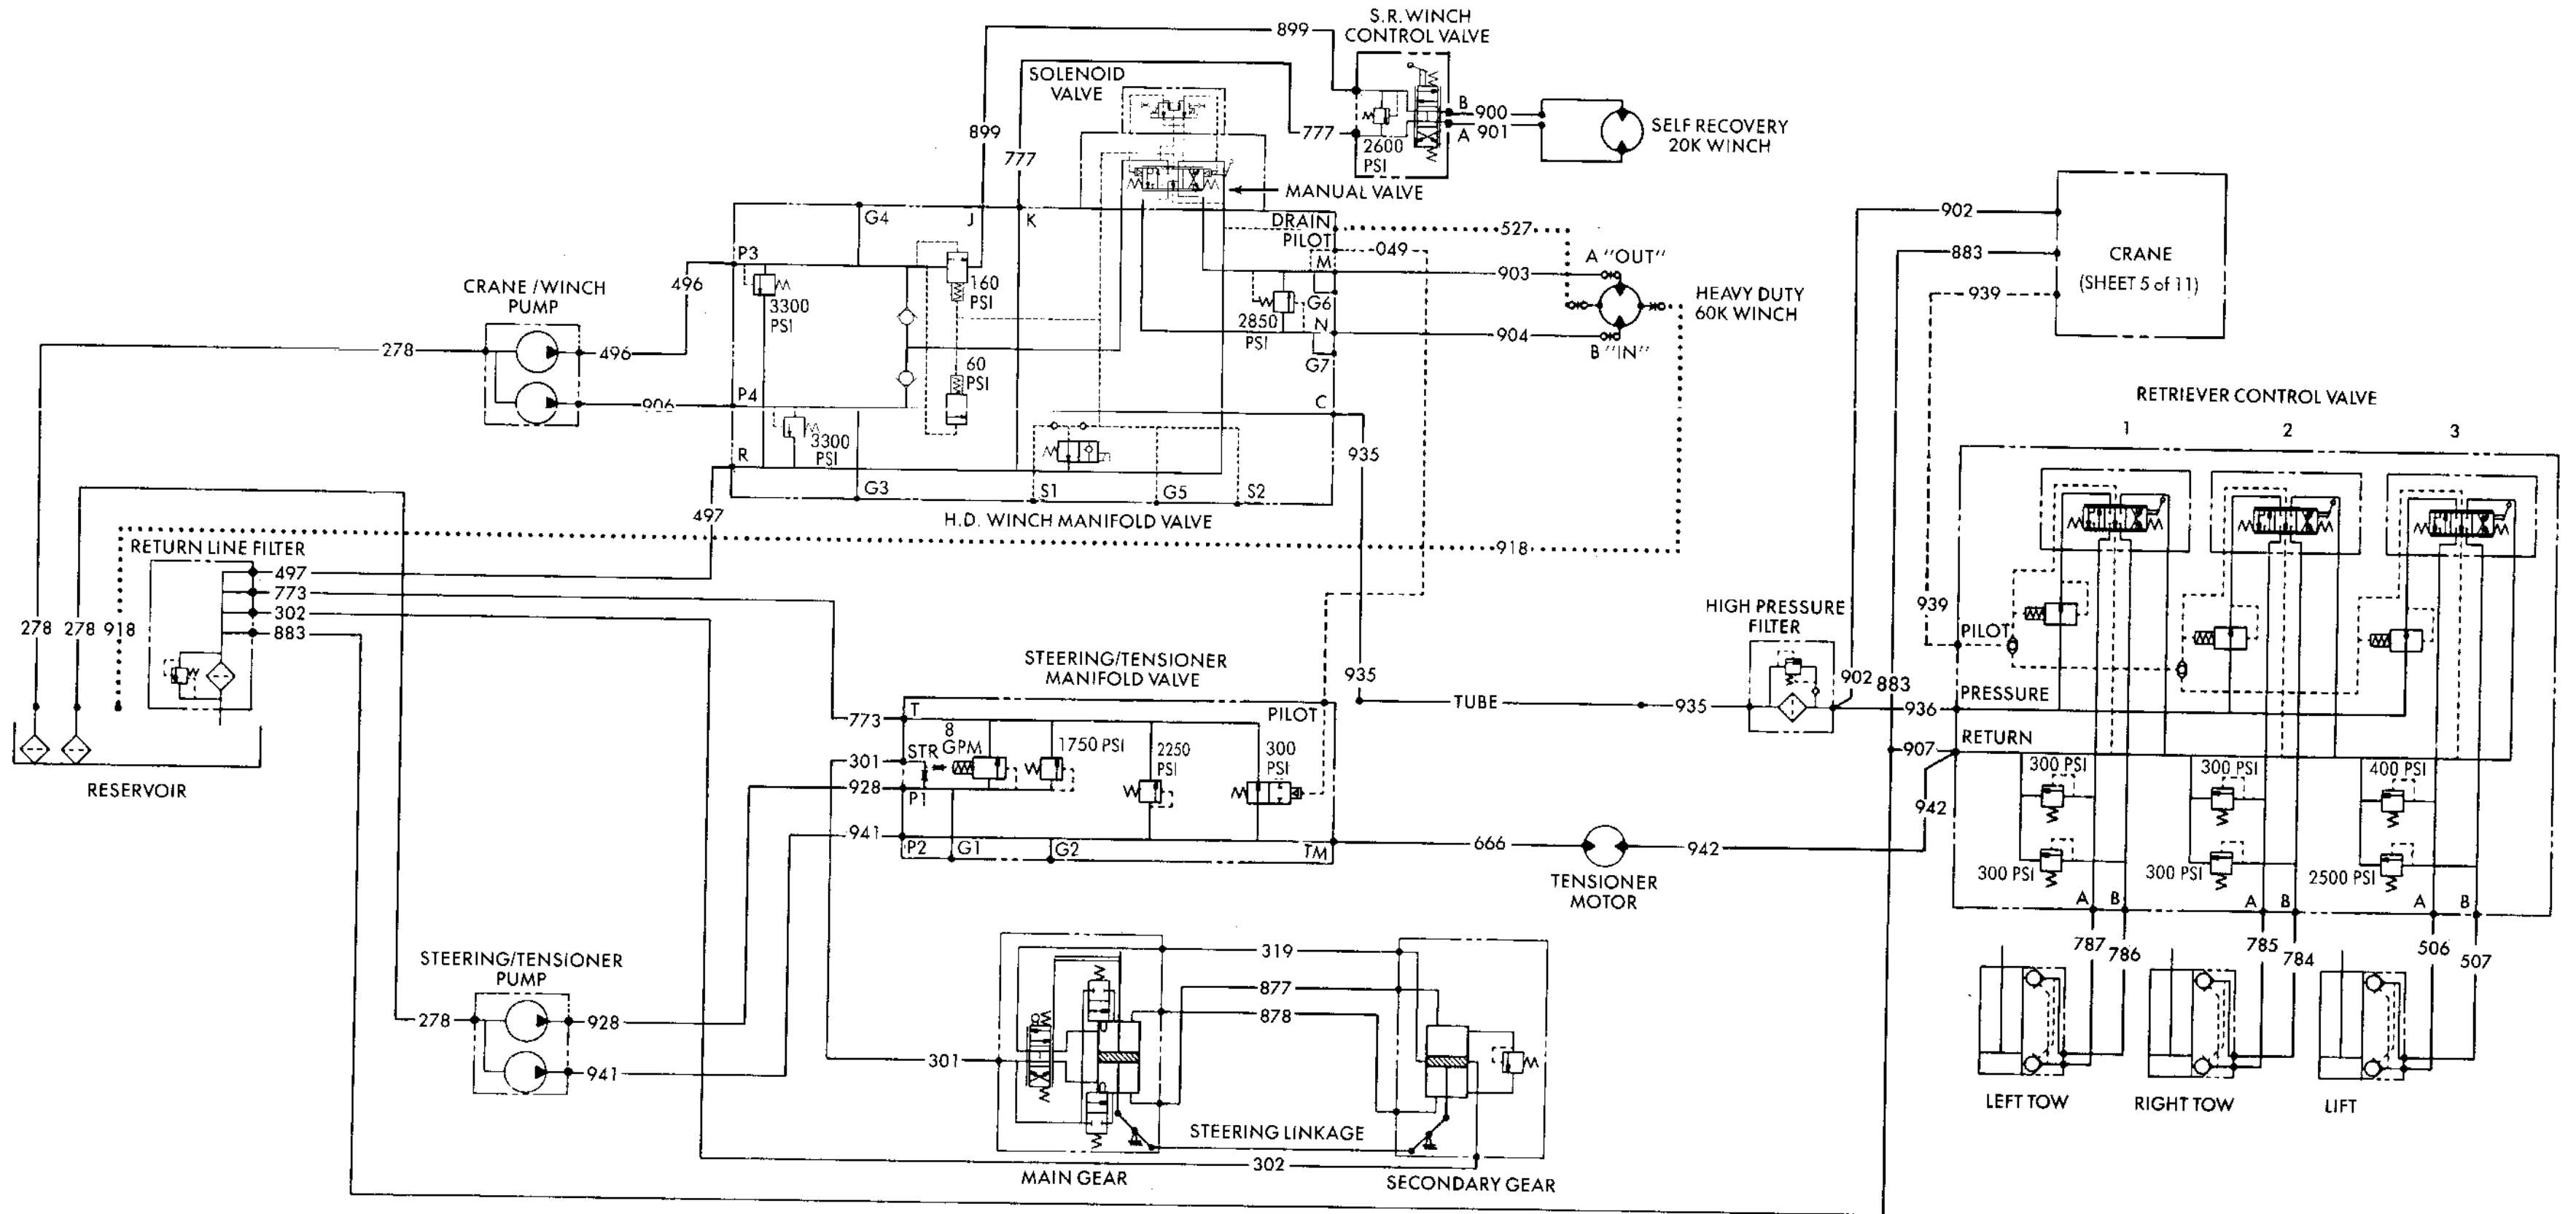 S.R. WINCH
CONTROL VALVE
899
SOLENOID
VALVE
899
777
777
B
900
A
901
2600
PSI
SELF RECOVERY
20K WINCH
MANUAL VALVE
G4
J
K
DRAIN
527
PILOT
049
M
903
A "OUT"
G6
2850
PSI
N
904
B "IN"
G7
HEAVY DUTY
60K WINCH
P3
496
3300
PSI
160
PSI
60
PSI
CRANE/WINCH
PUMP
278
496
906
P4
3300
PSI
R
C
935
G3
S1
G5
S2
H.D. WINCH MANIFOLD VALVE
497
918
902
883
939
CRANE
(SHEET 5 of 11)
RETRIEVER CONTROL VALVE
1
2
3
RETURN LINE FILTER
497
773
302
883
278
278
918
RESERVOIR
STEERING/TENSIONER
MANIFOLD VALVE
935
TUBE
935
HIGH PRESSURE
FILTER
902
883
936
907
942
939
PILOT
PRESSURE
RETURN
773
T
PILOT
8
GPM
1750 PSI
2250
PSI
300
PSI
301
STR
928
P1
941
P2
G1
G2
TM
666
942
TENSIONER
MOTOR
300 PSI
300 PSI
400 PSI
300 PSI
300 PSI
2500 PSI
A
B
A
B
A
B
787
786
785
784
506
507
LEFT TOW
RIGHT TOW
LIFT
STEERING/TENSIONER
PUMP
278
928
941
301
319
877
878
STEERING LINKAGE
302
MAIN GEAR
SECONDARY GEAR